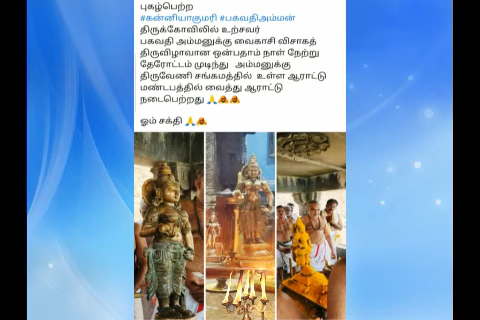 புகழ்பெற்ற
#கன்னியாகுமரி #பகவதிஅம்மன்
திருக்கோவிலில் உற்சவர்
பகவதி அம்மனுக்கு வைகாசி விசாகத்
திருவிழாவான ஒன்பதாம் நாள் நேற்று
தேரோட்டம் முடிந்து அம்மனுக்கு
திருவேணி சங்கமத்தில் உள்ள ஆராட்டு
மண்டபத்தில் வைத்து ஆராட்டு
நடைபெற்றது 🙏🙈🙈
ஓம் சக்தி 🙏🙈